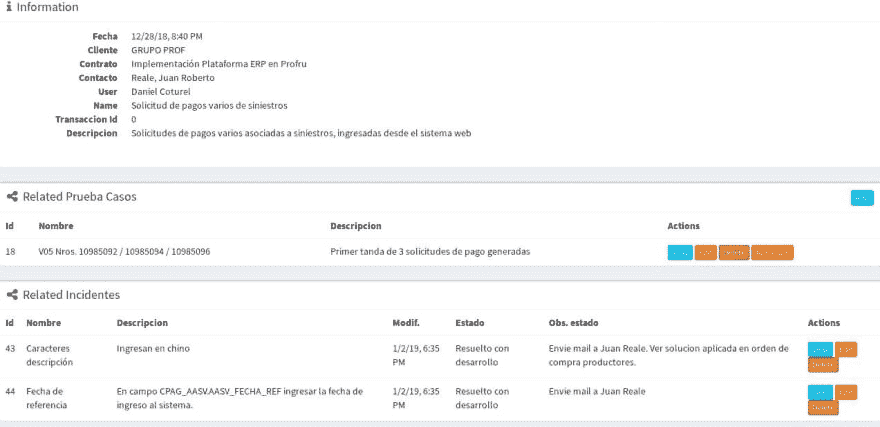 Information
Fecha 12/28/18, 8:40 PM
Cliente GRUPO PROF
Contrato Implementación Plataforma ERP en Profru
Contacto Reale, Juan Roberto
User Daniel Coturel
Name Solicitud de pagos varios de siniestros
Transaccion Id 0
Descripcion Solicitudes de pagos varios asociadas a siniestros, ingresadas desde el sistema web
Related Prueba Casos
Id Nombre Descripcion Actions
18 V05 Nros. 10985092 / 10985094 / 10985096 Primer tanda de 3 solicitudes de pago generadas
Related Incidentes
Id Nombre Descripcion Modif. Estado Obs. estado Actions
43 Caracteres Ingresan en chino 1/2/19, 6:35 Resuelto con Envie mail a Juan Reale. Ver solucion aplicada en orden de
descripción PM desarrollo compra productores.
44 Fecha de En campo CPAG_AASV.AASV_FECHA_REF ingresar la fecha de 1/2/19, 6:35 Resuelto con Envie mail a Juan Reale
referencia ingreso al sistema. PM desarrollo